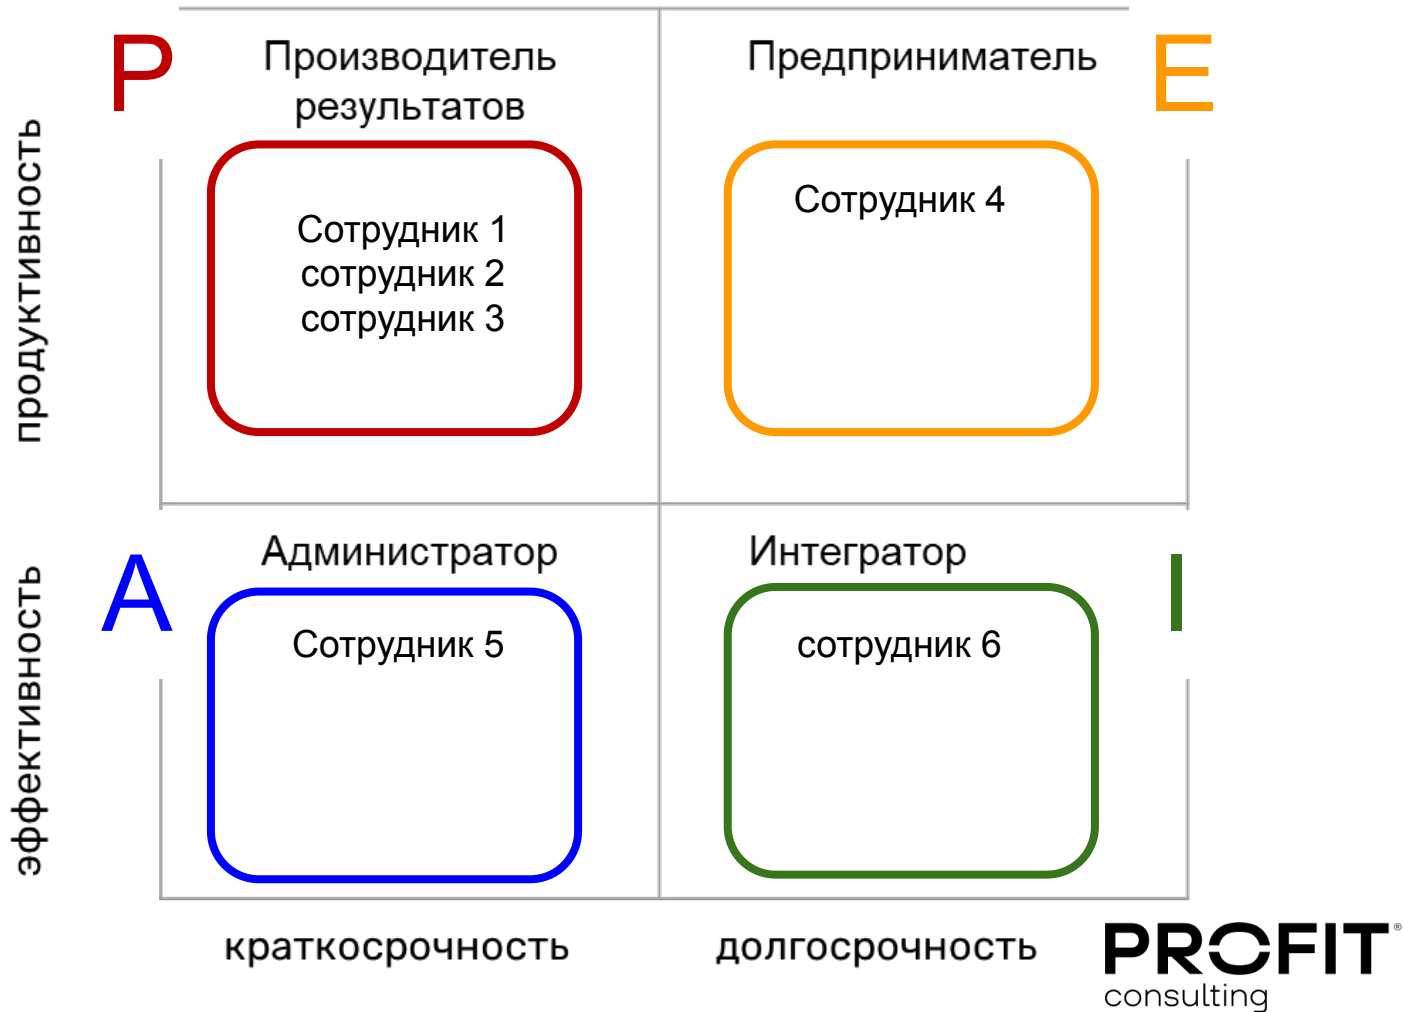 P
Производитель
результатов
Предприниматель
E
продуктивность
Сотрудник 1
сотрудник 2
сотрудник 3
Сотрудник 4
A
Администратор
Интегратор
I
эффективность
Сотрудник 5
сотрудник 6
краткосрочность
долгосрочность
PROFIT®
consulting